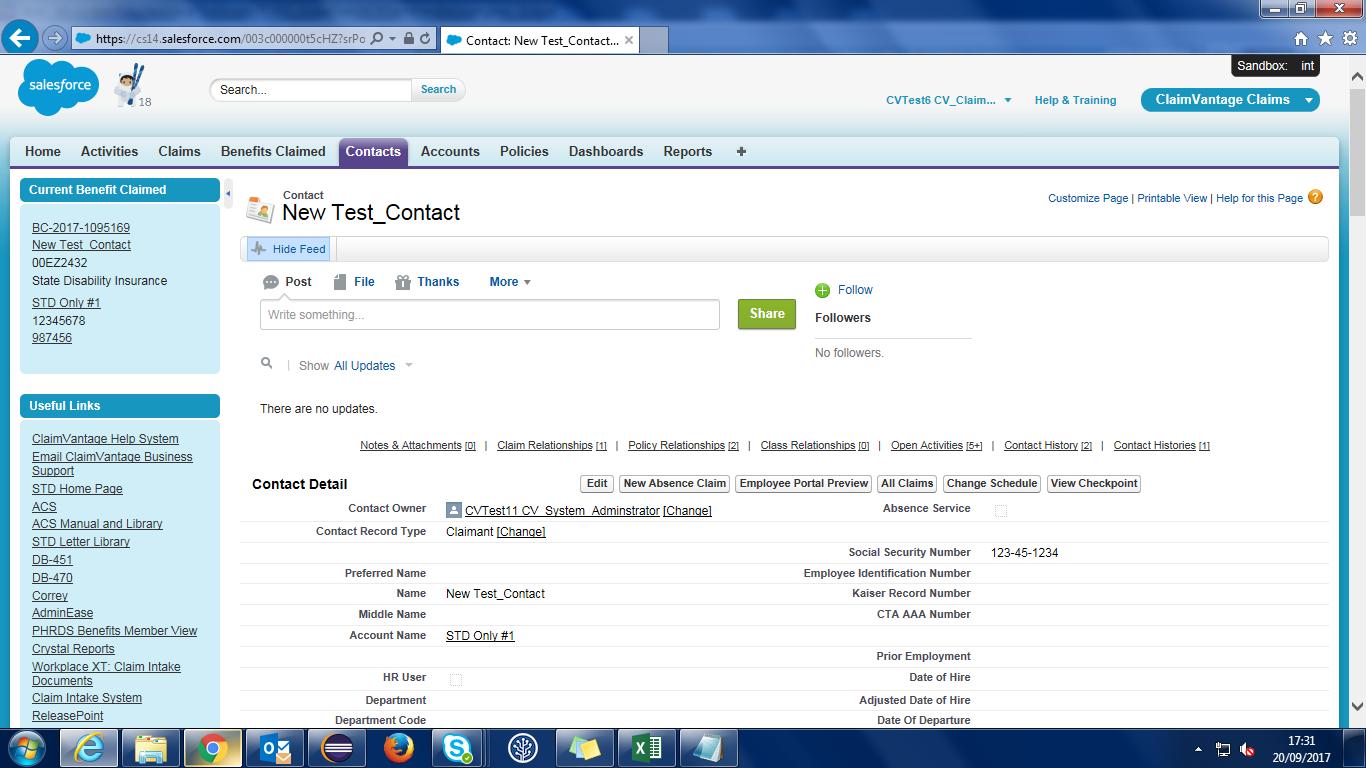 https://cs14.salesforce.com/003c000000t5cHZ?srPo
Contact: New Test_Contact...
Sandbox: int
salesforce
18
Search...
Search
CVTest6 CV_Claim...
Help & Training
ClaimVantage Claims
Home Activities Claims Benefits Claimed Contacts Accounts Policies Dashboards Reports +
Current Benefit Claimed
BC-2017-1095169
New Test_Contact
00EZ2432
State Disability Insurance
STD Only #1
12345678
987456
Useful Links
ClaimVantage Help System
Email ClaimVantage Business
Support
STD Home Page
ACS
ACS Manual and Library
STD Letter Library
DB-451
DB-470
Correy
AdminEase
PHRDS Benefits Member View
Crystal Reports
Workplace XT: Claim Intake
Documents
Claim Intake System
ReleasePoint
Contact
New Test_Contact
Customize Page | Printable View | Help for this Page
Hide Feed
Post File Thanks More
Write something...
Share
Follow
Followers
No followers.
Show All Updates
There are no updates.
Notes & Attachments [0] | Claim Relationships [1] | Policy Relationships [2] | Class Relationships [0] | Open Activities [5+] | Contact History [2] | Contact Histories [1]
Contact Detail
Edit New Absence Claim Employee Portal Preview All Claims Change Schedule View Checkpoint
Contact Owner CVTest11 CV_System_Adminstrator [Change] Absence Service
Contact Record Type Claimant [Change]
Social Security Number 123-45-1234
Preferred Name Employee Identification Number
Name New Test_Contact Kaiser Record Number
Middle Name CTA AAA Number
Account Name STD Only #1
Prior Employment
HR User Date of Hire
Department Adjusted Date of Hire
Department Code Date Of Departure
17:31
20/09/2017